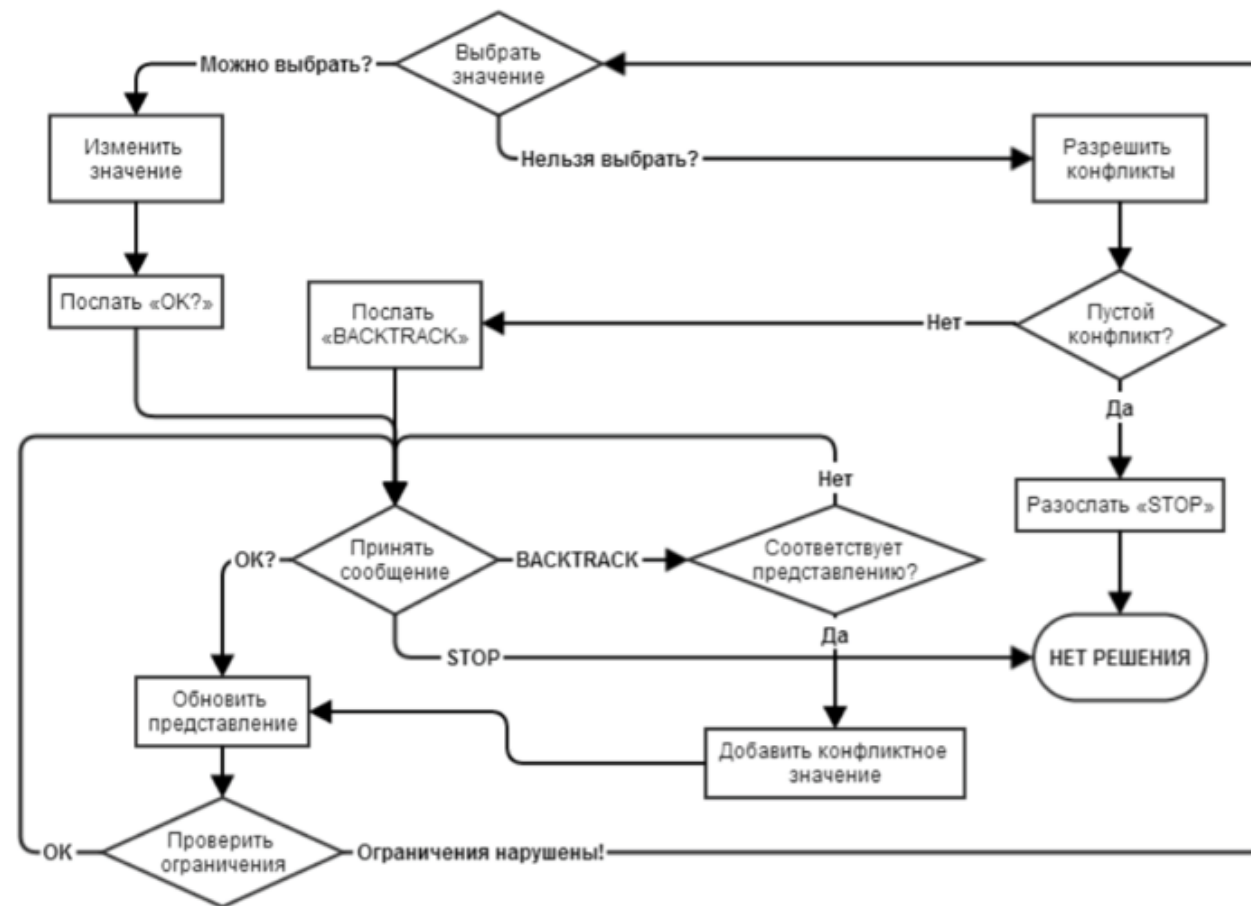 Выбрать
значение
Можно выбрать?
Нельзя выбрать?
Изменить
значение
Разрешить
конфликты
Послать «OK?»
Послать
«BACKTRACK»
Нет
Пустой
конфликт?
Да
Нет
Разослать «STOP»
Принять
сообщение
OK?
BACKTRACK
Соответствует
представлению?
Да
STOP
НЕТ РЕШЕНИЯ
Обновить
представление
Добавить конфликтное
значение
Проверить
ограничения
OK
Ограничения нарушены!